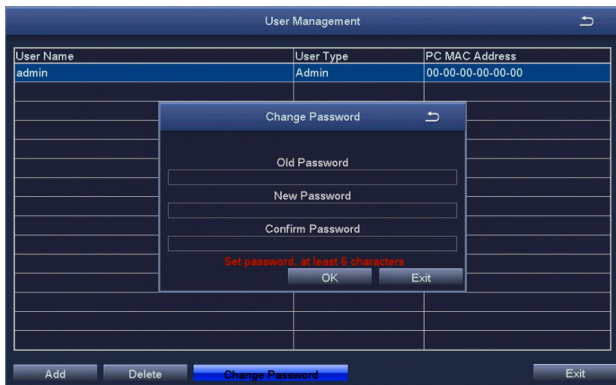 User Management
User Name User Type PC MAC Address
admin Admin 00-00-00-00-00-00
Change Password
Old Password
New Password
Confirm Password
Set password, at least 6 characters
OK Exit
Add Delete Change Password Exit